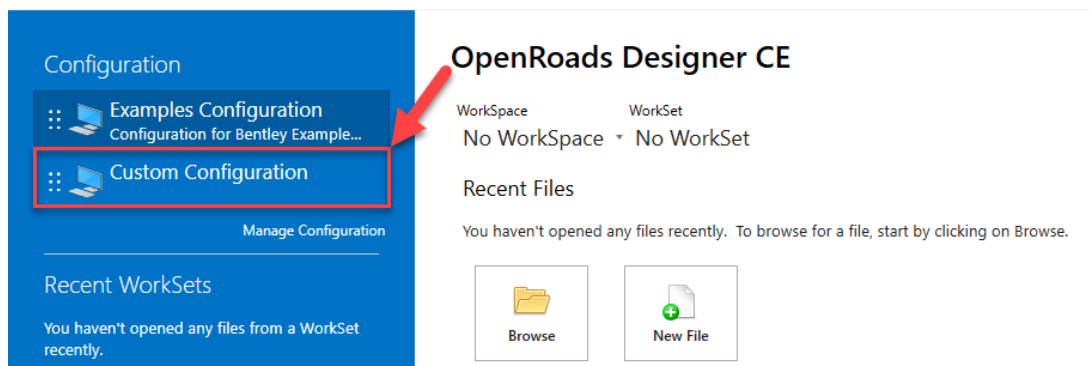 Configuration
Examples Configuration
Configuration for Bentley Example...
Custom Configuration
Manage Configuration
Recent WorkSets
You haven't opened any files from a WorkSet
recently.
OpenRoads Designer CE
WorkSpace WorkSet
No WorkSpace No WorkSet
Recent Files
You haven't opened any files recently. To browse for a file, start by clicking on Browse.
Browse New File